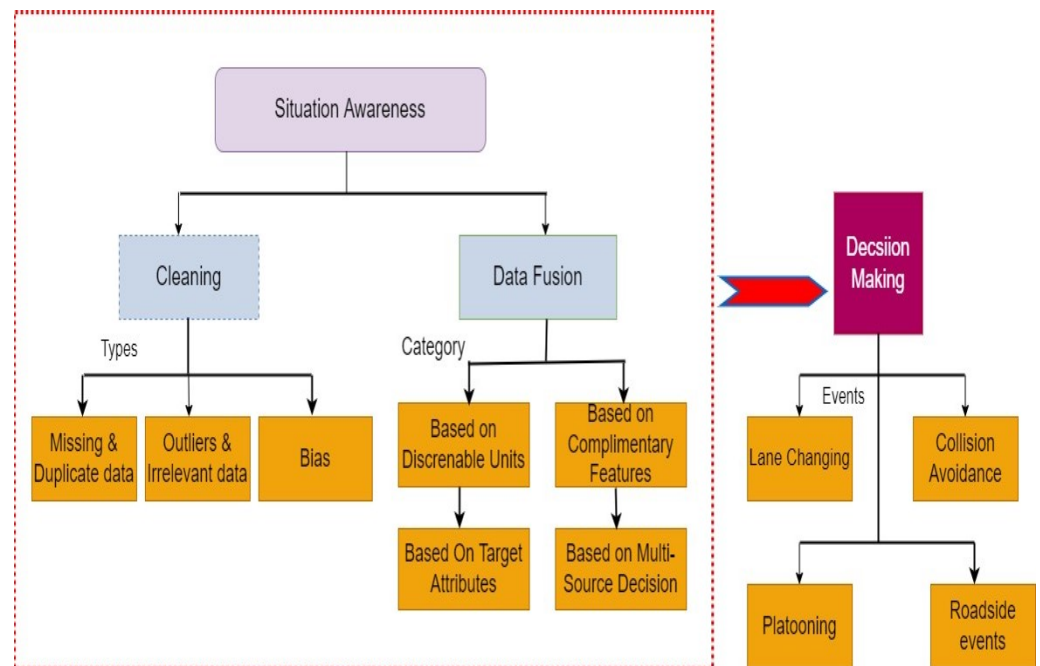 Situation Awareness
Cleaning
Data Fusion
Decsiion
Making
Types
Category
Events
Missing &
Duplicate data
Outliers &
Irrelevant data
Bias
Based on
Discrenable Units
Based on
Complimentary
Features
Lane Changing
Collision
Avoidance
Based On Target
Attributes
Based on Multi-
Source Decision
Platooning
Roadside
events